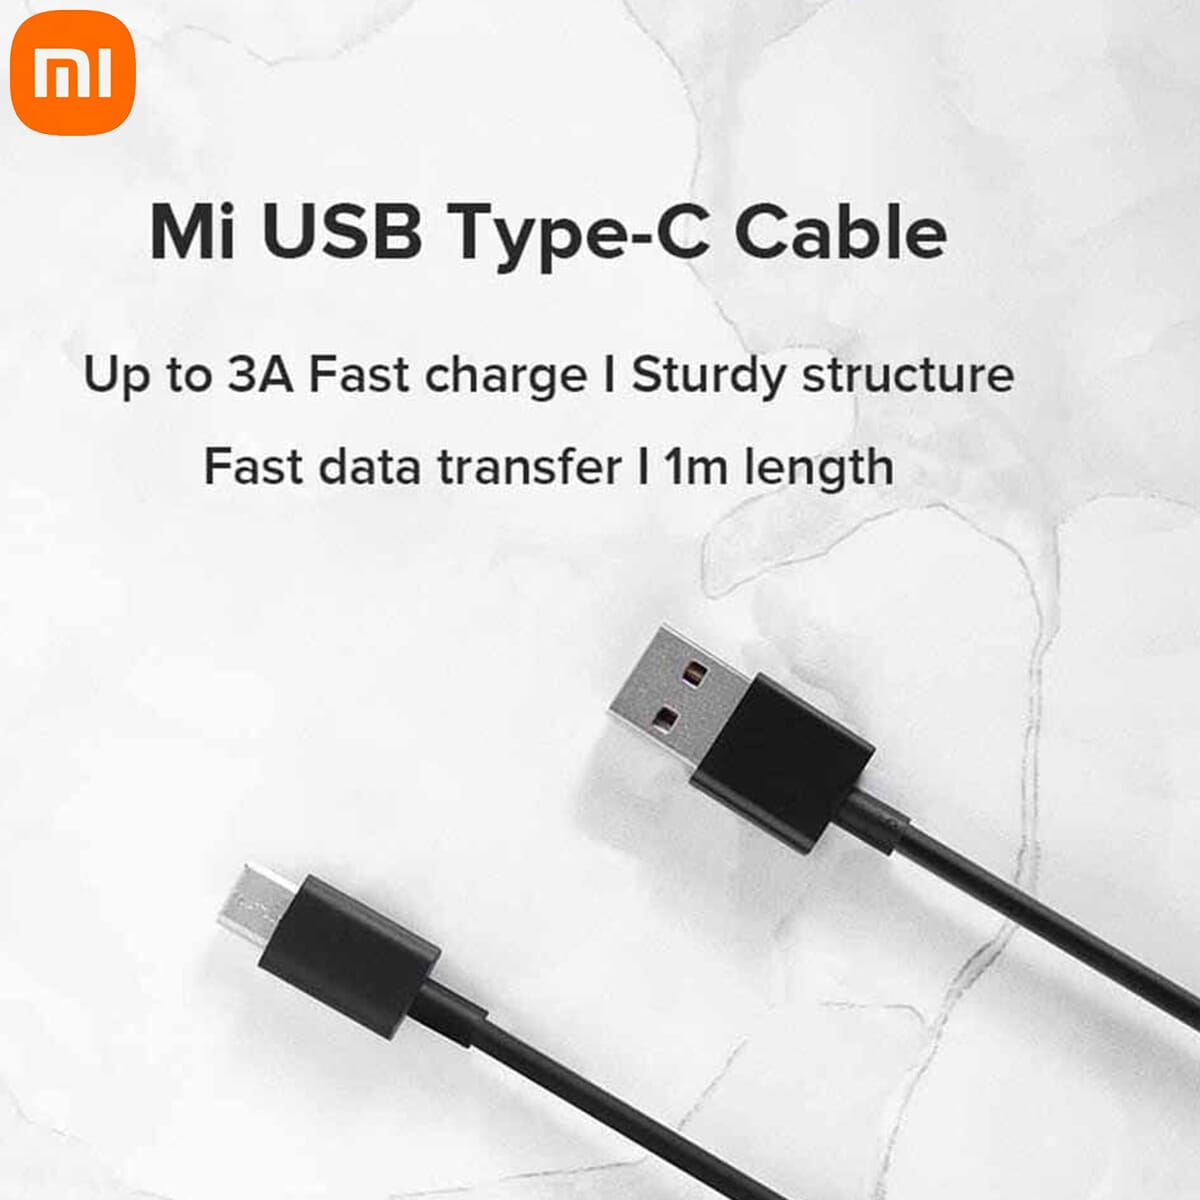 mi
Mi USB Type-C Cable
Up to 3A Fast charge | Sturdy structure
Fast data transfer | 1m length